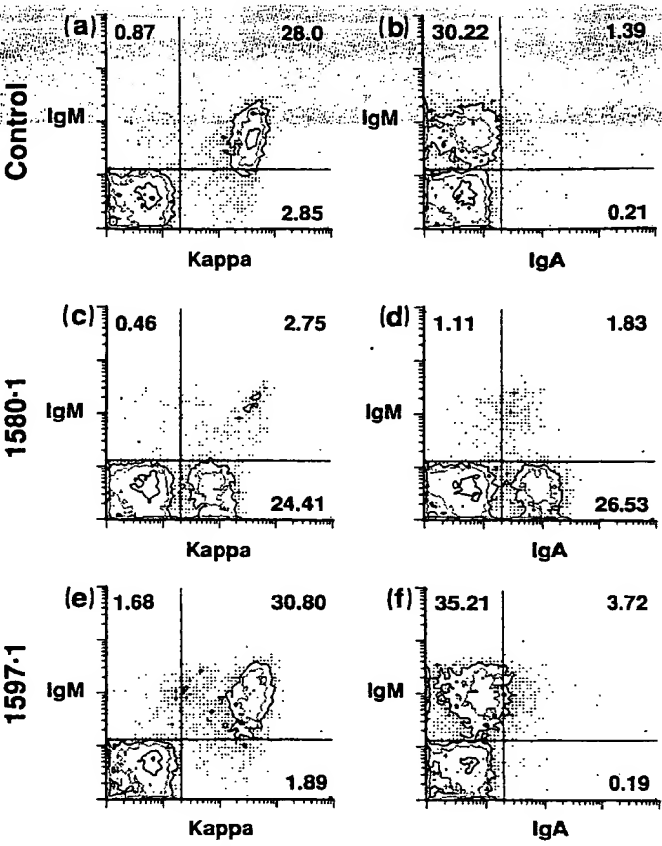 Control
(a) 0.87 28.0
IgM
2.85
Kappa
(b) 30.22 1.39
IgM
0.21
IgA
1580·1
(c) 0.46 2.75
IgM
24.41
Kappa
(d) 1.11 1.83
IgM
26.53
IgA
1597·1
(e) 1.68 30.80
IgM
1.89
Kappa
(f) 35.21 3.72
IgM
0.19
IgA